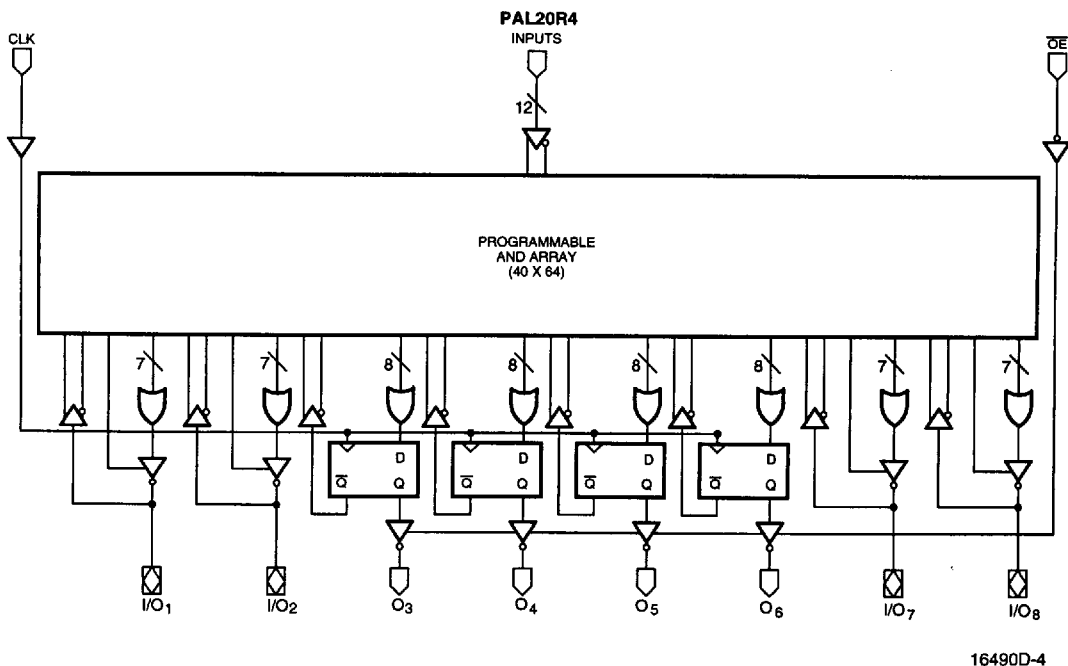 PAL20R4
CLK
INPUTS
O̅E̅
12
PROGRAMMABLE
AND ARRAY
(40 X 64)
7 7 8 8 8 8 7 7
D D D D
Q̅ Q Q̅ Q Q̅ Q Q̅ Q
I/O1 I/O2 O3 O4 O5 O6 I/O7 I/O8
16490D-4